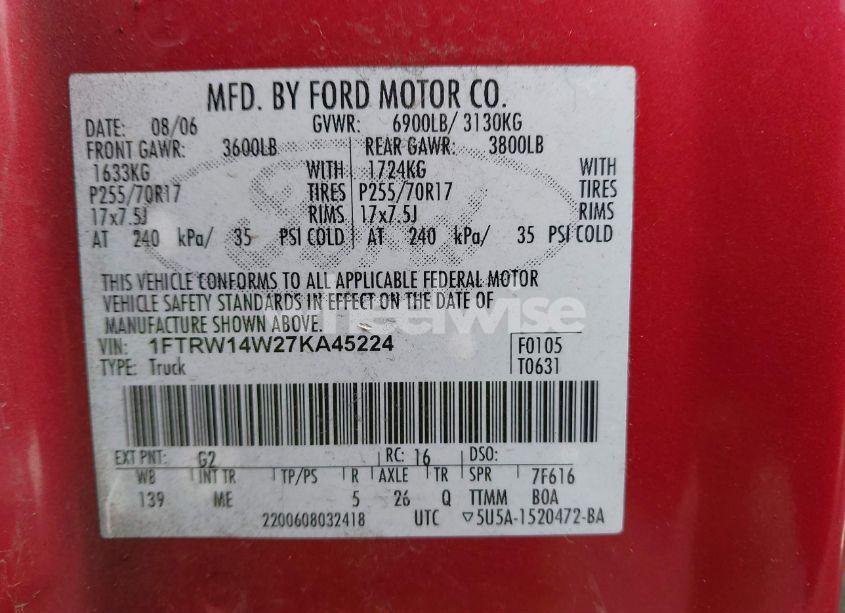 MFD. BY FORD MOTOR CO.
DATE: 08/06 GVWR: 6900LB/ 3130KG
FRONT GAWR: 3600LB REAR GAWR: 3800LB
1633KG WITH 1724KG WITH
P255/70R17 TIRES P255/70R17 TIRES
17x7.5J RIMS 17x7.5J RIMS
AT 240 kPa/ 35 PSI COLD AT 240 kPa/ 35 PSI COLD
THIS VEHICLE CONFORMS TO ALL APPLICABLE FEDERAL MOTOR
VEHICLE SAFETY STANDARDS IN EFFECT ON THE DATE OF
MANUFACTURE SHOWN ABOVE.
wheelwise
VIN: 1FTRW14W27KA45224 F0105
TYPE: Truck T0631
EXT PNT: G2 RC: 16 DSO:
WB INT TR TP/PS R AXLE TR SPR 7F616
139 ME 5 26 Q TTMM BOA
2200608032418 UTC ▽5U5A-1520472-BA